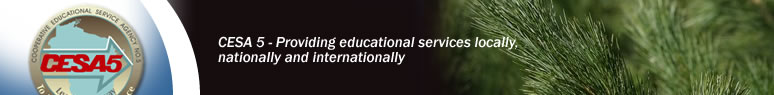 COOPERATIVE EDUCATIONAL SERVICE AGENCY NO.5
CESA5
CESA 5 - Providing educational services locally,
nationally and internationally